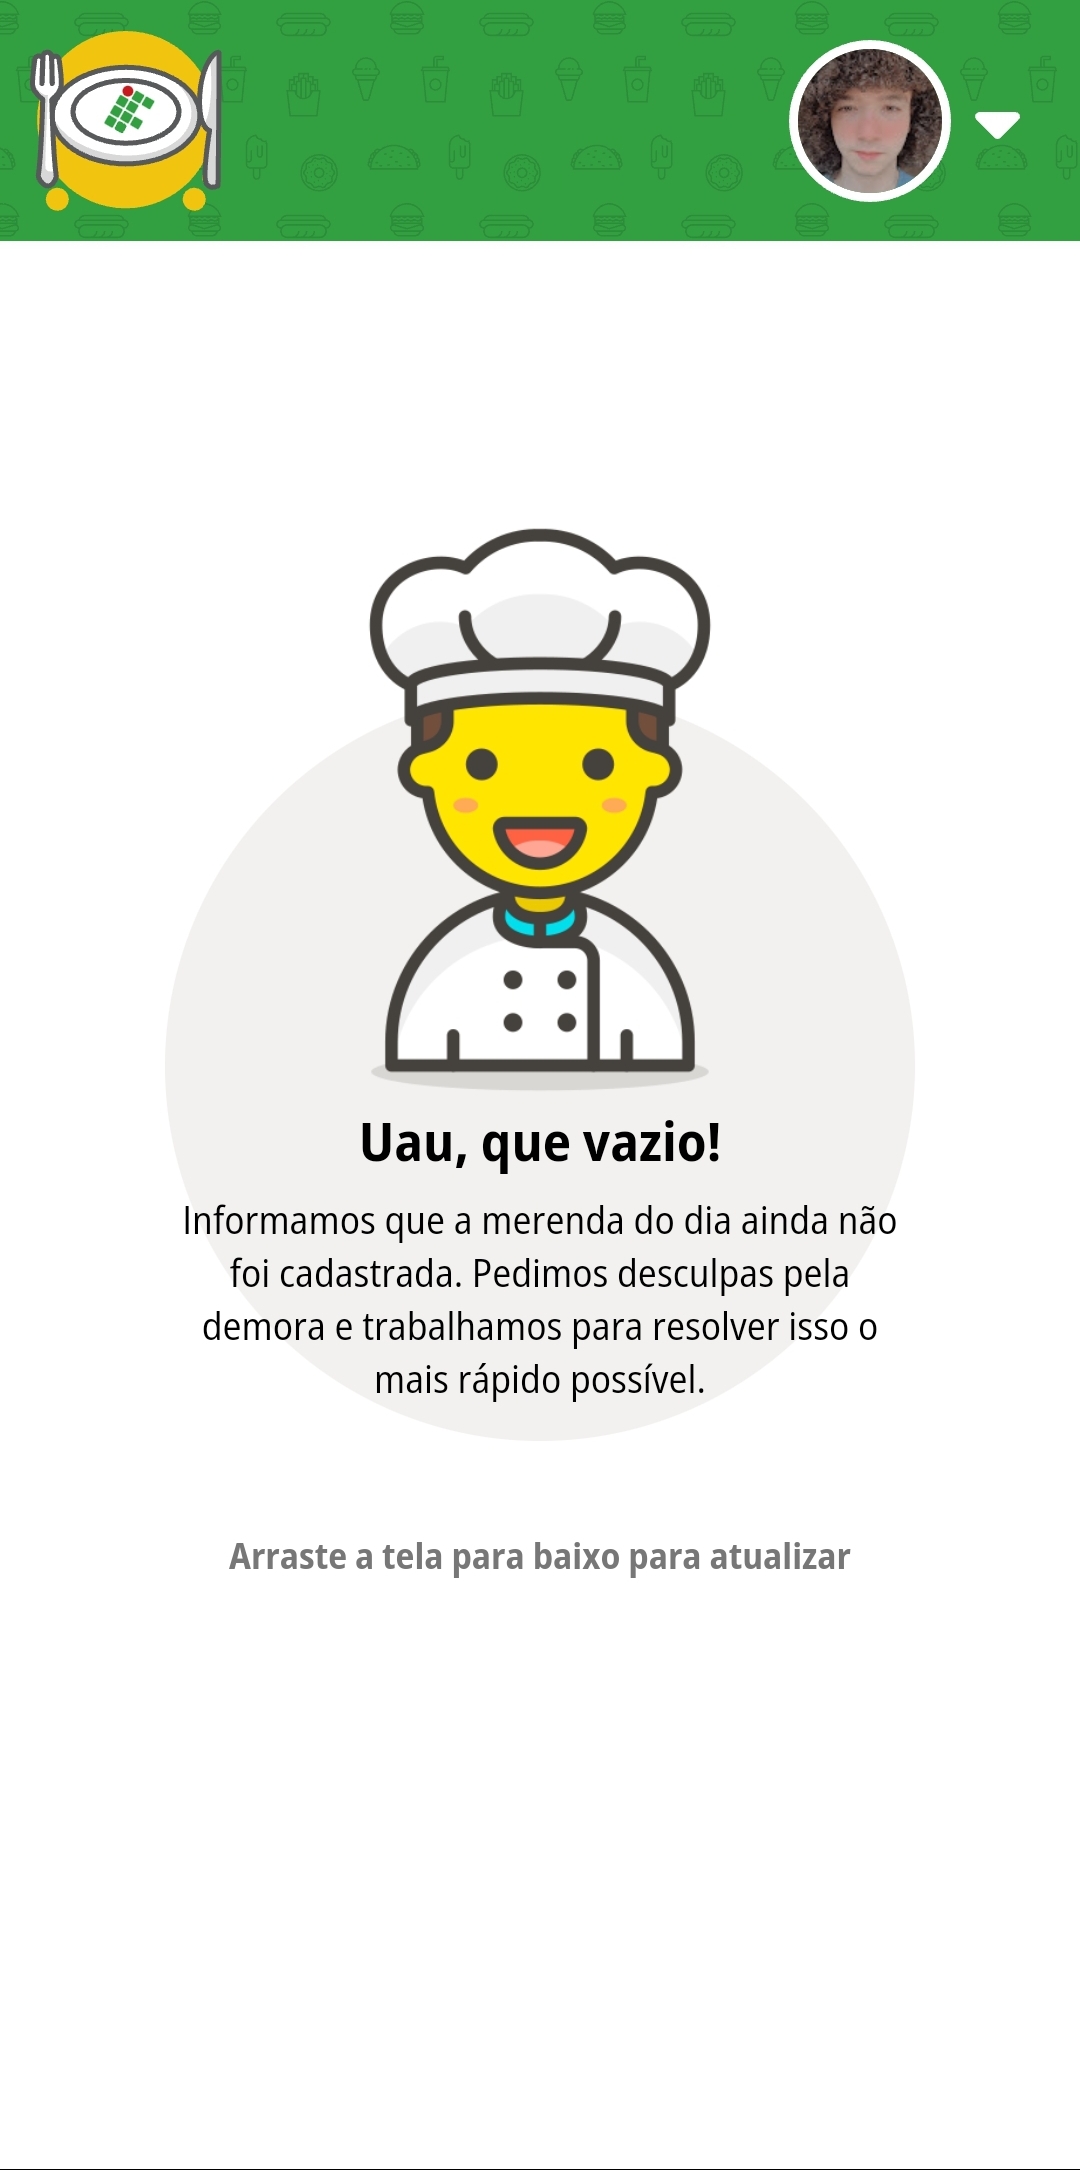 Uau, que vazio!
Informamos que a merenda do dia ainda não
foi cadastrada. Pedimos desculpas pela
demora e trabalhamos para resolver isso o
mais rápido possível.
Arraste a tela para baixo para atualizar